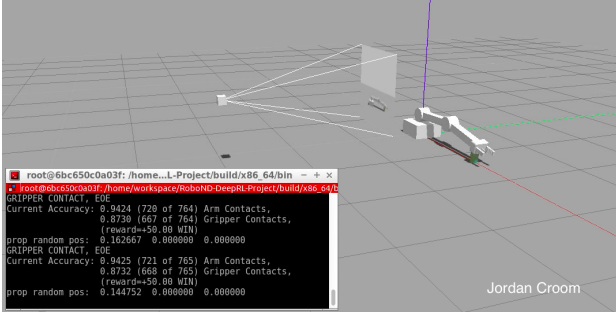 root@6bc650c0a03f: /home...L-Project/build/x86_64/bin
root@6bc650c0a03f: /home/workspace/RoboND-DeepRL-Project/build/x86_64/b
GRIPPER CONTACT, EOE
Current Accuracy: 0.9424 (720 of 764) Arm Contacts,
0.8730 (667 of 764) Gripper Contacts,
(reward=+50.00 WIN)
prop random pos: 0.162667 0.000000 0.000000
GRIPPER CONTACT, EOE
Current Accuracy: 0.9425 (721 of 765) Arm Contacts,
0.8732 (668 of 765) Gripper Contacts,
(reward=+50.00 WIN)
prop random pos: 0.144752 0.000000 0.000000
Jordan Croom